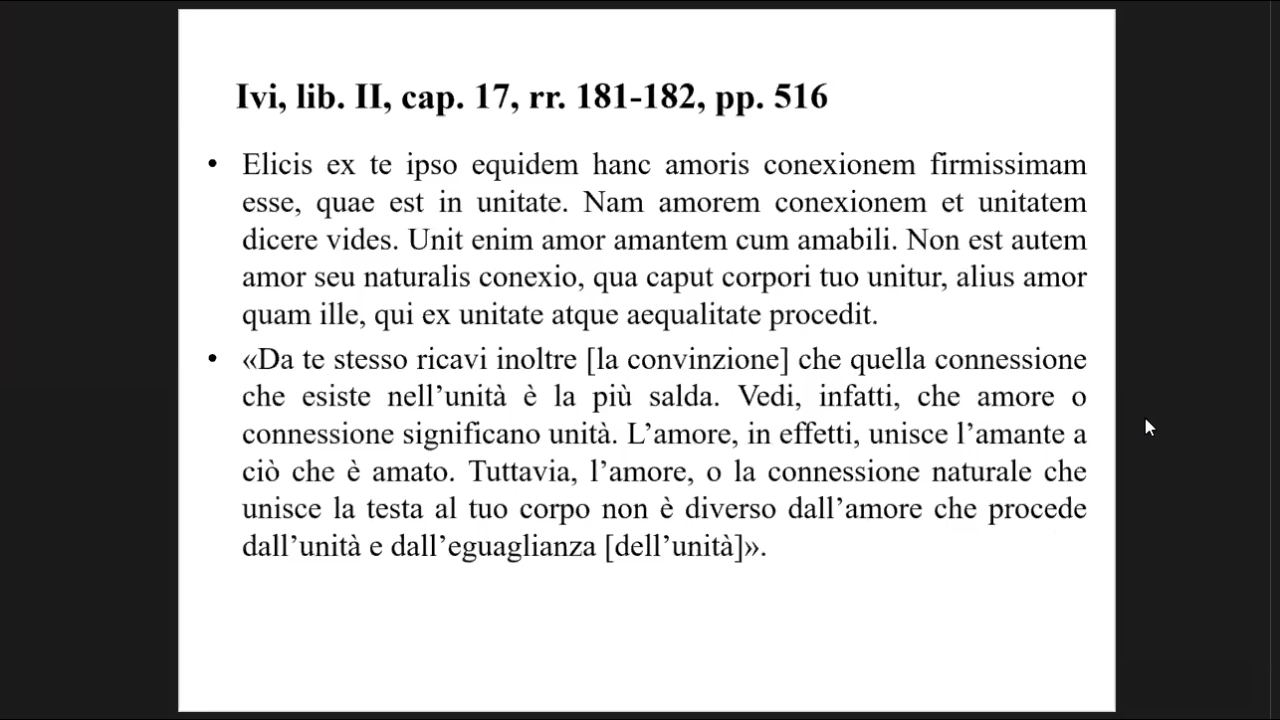 Ivi, lib. II, cap. 17, rr. 181-182, pp. 516
• Elicis ex te ipso equidem hanc amoris conexionem firmissimam
esse, quae est in unitate. Nam amorem conexionem et unitatem
dicere vides. Unit enim amor amantem cum amabili. Non est autem
amor seu naturalis conexio, qua caput corpori tuo unitur, alius amor
quam ille, qui ex unitate atque aequalitate procedit.
• «Da te stesso ricavi inoltre [la convinzione] che quella connessione
che esiste nell’unità è la più salda. Vedi, infatti, che amore o
connessione significano unità. L’amore, in effetti, unisce l’amante a
ciò che è amato. Tuttavia, l’amore, o la connessione naturale che
unisce la testa al tuo corpo non è diverso dall’amore che procede
dall’unità e dall’eguaglianza [dell’unità]».